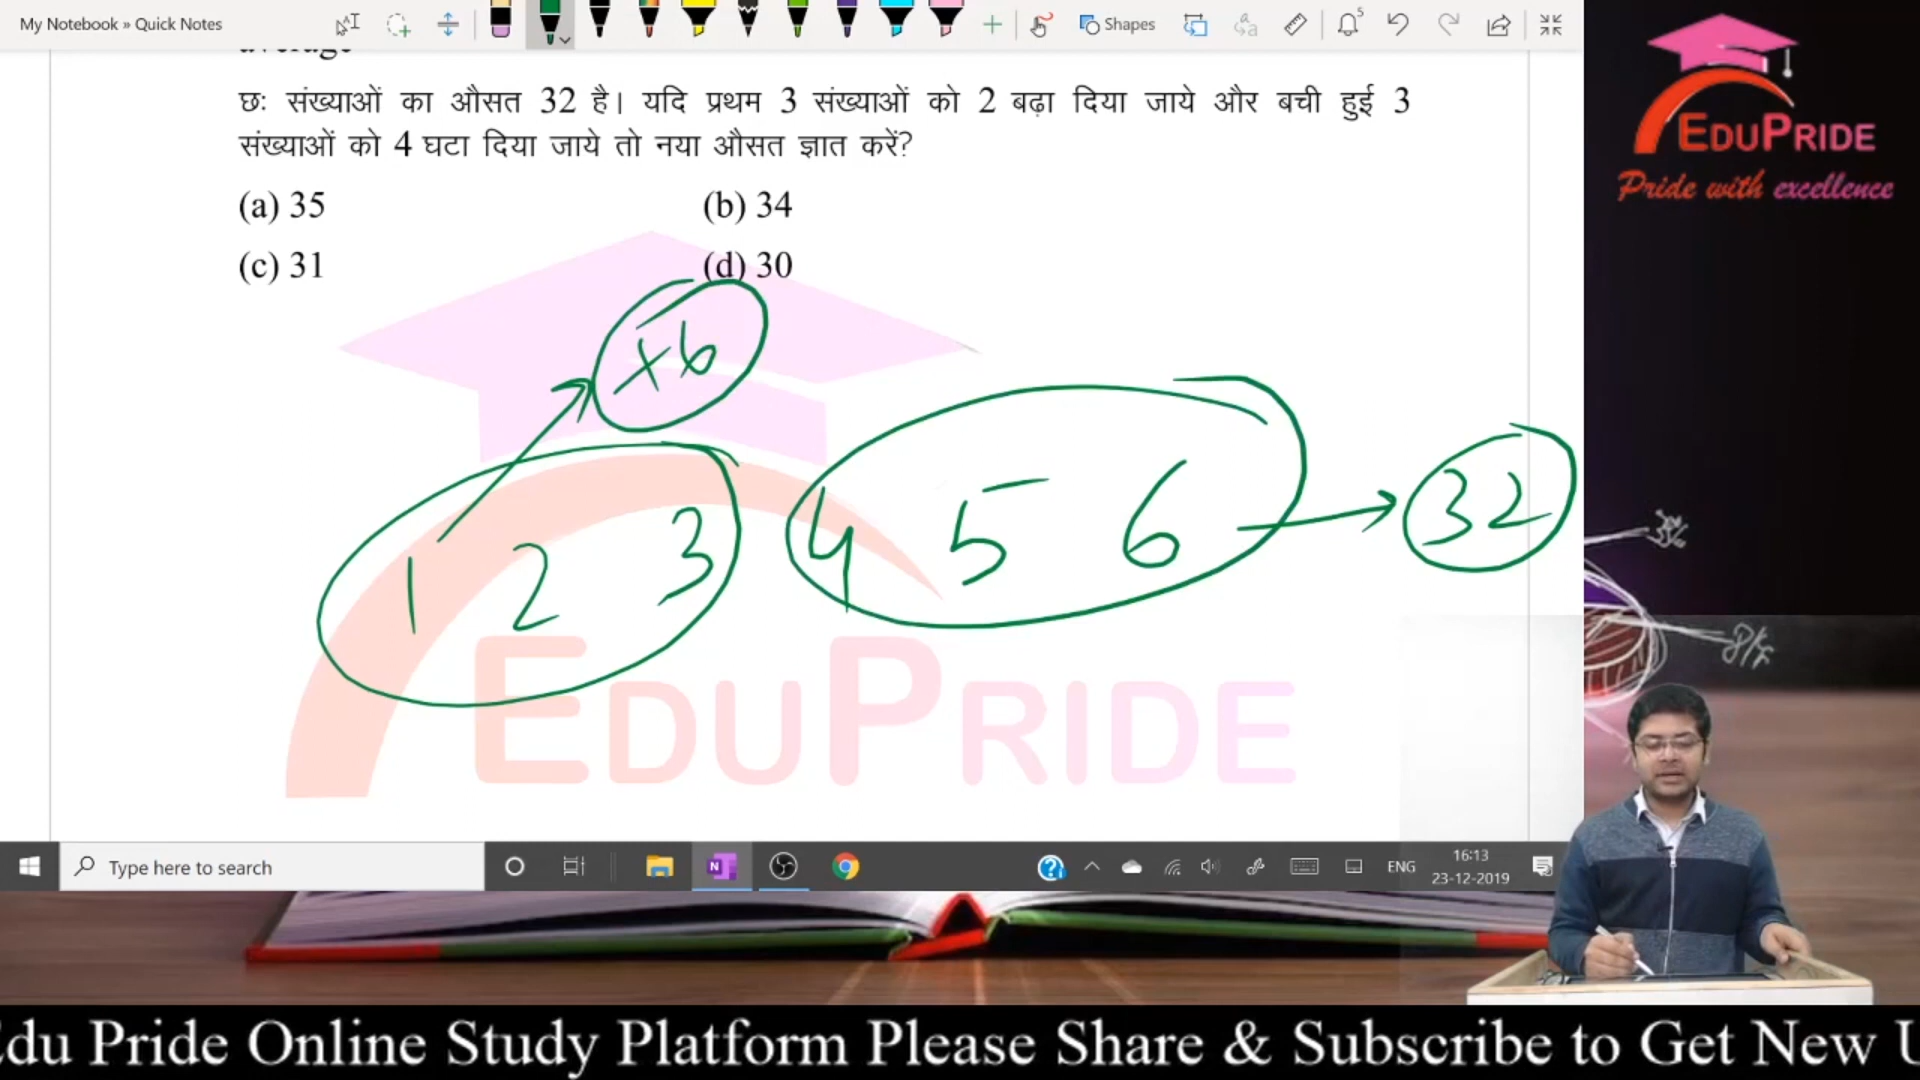 My Notebook » Quick Notes
Shapes
5
average
छः संख्याओं का औसत 32 है। यदि प्रथम 3 संख्याओं को 2 बढ़ा दिया जाये और बची हुई 3
संख्याओं को 4 घटा दिया जाये तो नया औसत ज्ञात करें?
(a) 35 (b) 34
(c) 31 (d) 30
+6
1 2 3 4 5 6 32
EDUPRIDE
EDUPRIDE
Pride with excellence
Type here to search
ENG
16:13
23-12-2019
Edu Pride Online Study Platform Please Share & Subscribe to Get New